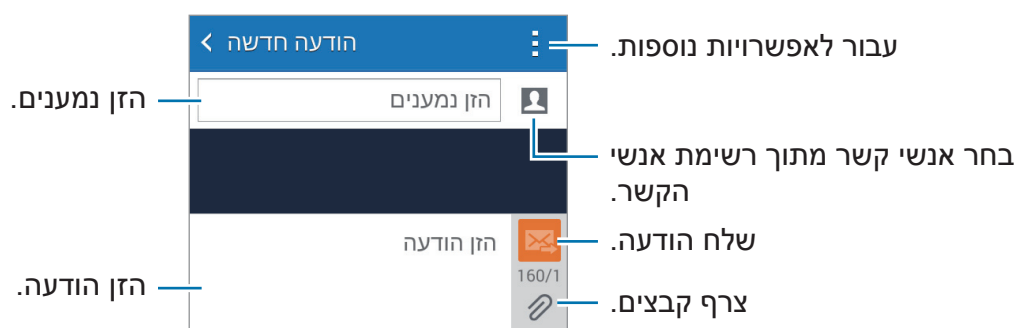 הודעה חדשה
עבור לאפשרויות נוספות.
הזן נמענים.
הזן נמענים
בחר אנשי קשר מתוך רשימת אנשי
הקשר.
הזן הודעה
שלח הודעה.
160/1
הזן הודעה.
צרף קבצים.